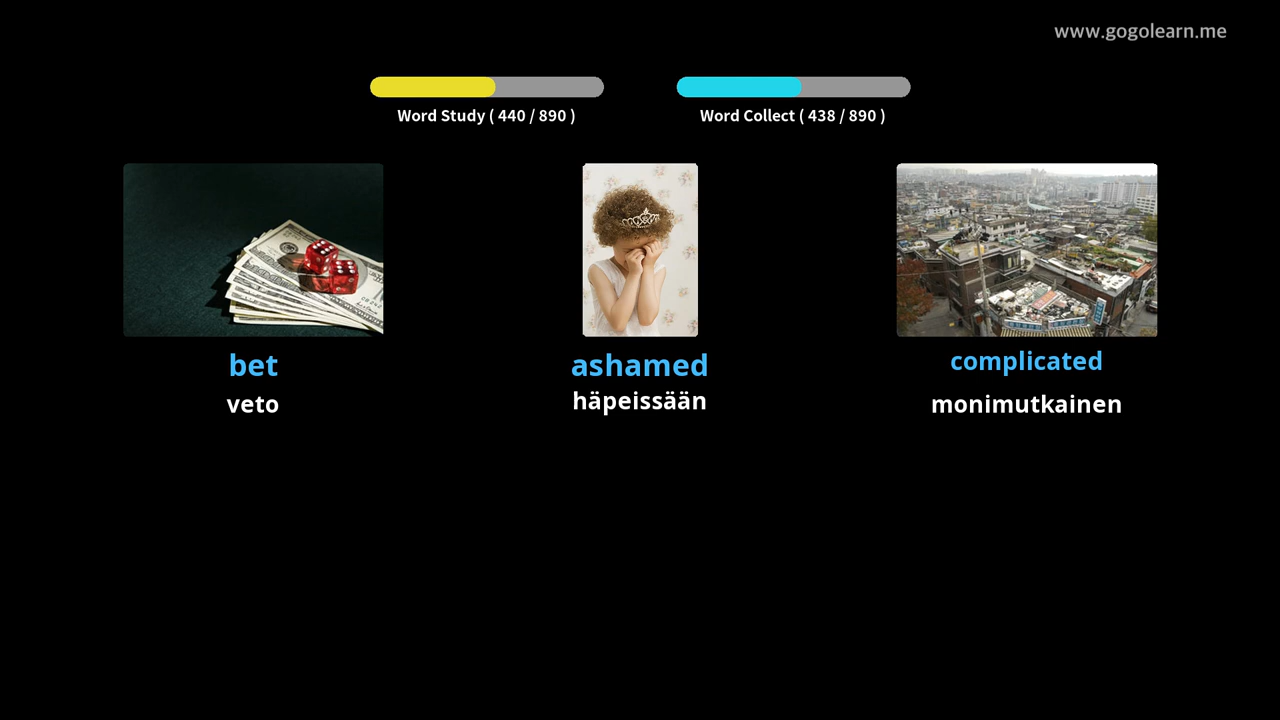 www.gogolearn.me
Word Study ( 440 / 890 )
Word Collect ( 438 / 890 )
bet
veto
ashamed
häpeissään
complicated
monimutkainen